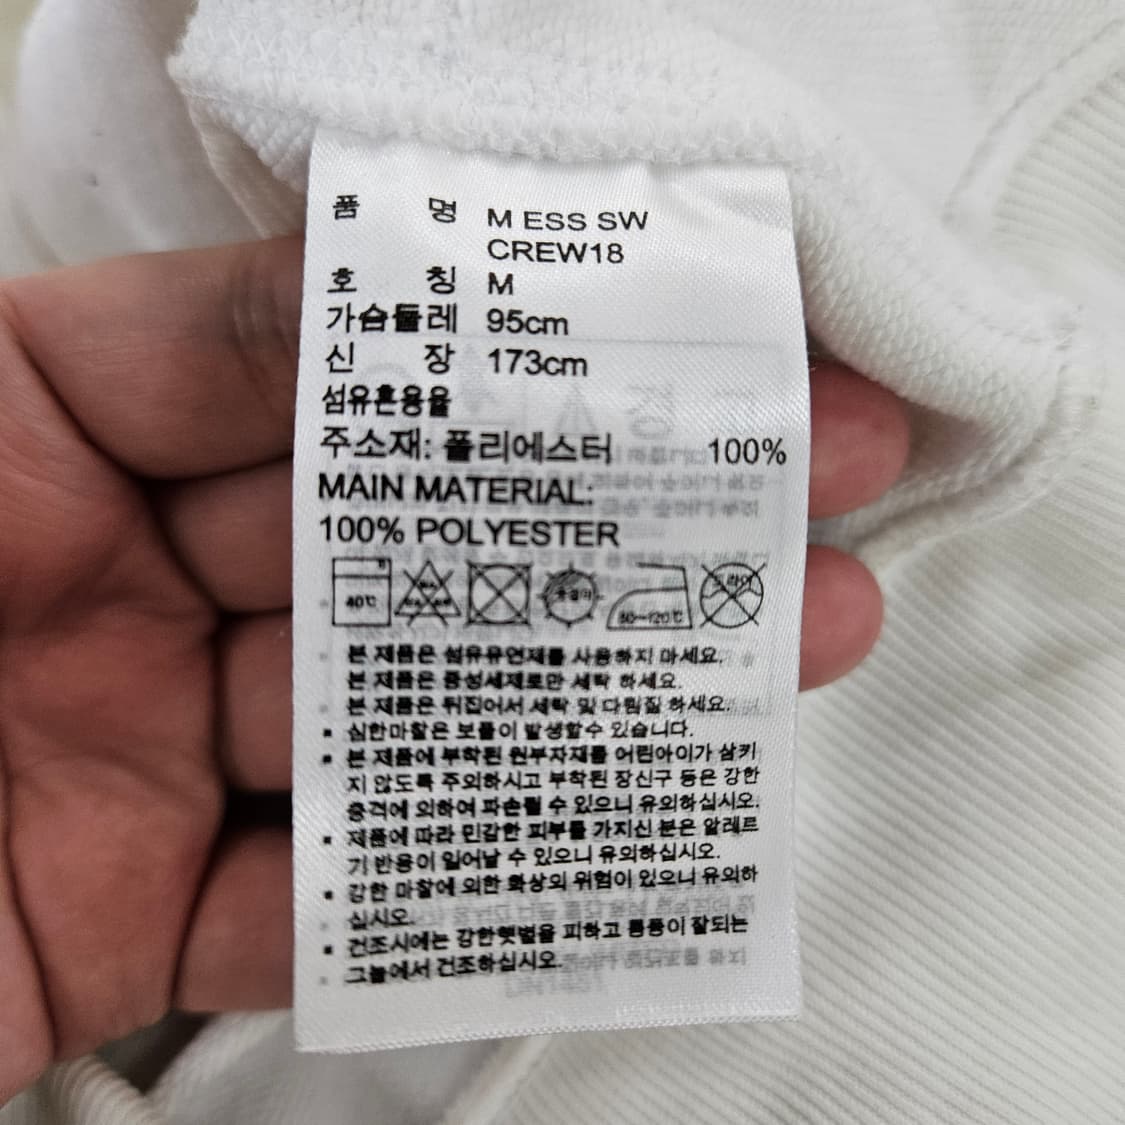 품 명 M ESS SW
CREW18
호 칭 M
가슴둘레 95cm
신 장 173cm
섬유혼용율
주소재: 폴리에스터 100%
MAIN MATERIAL:
100% POLYESTER
40℃ 옷걸이 80~120℃ 드라이
본 제품은 섬유유연제를 사용하지 마세요.
본 제품은 중성세제로만 세탁 하세요.
본 제품은 뒤집어서 세탁 및 다림질 하세요.
▪ 심한마찰은 보풀이 발생할수 있습니다.
▪ 본 제품에 부착된 원부자재를 어린아이가 삼키
지 않도록 주의하시고 부착된 장신구 등은 강한
충격에 의하여 파손될 수 있으니 유의하십시오.
▪ 제품에 따라 민감한 피부를 가지신 분은 알레르
기 반응이 일어날 수 있으니 유의하십시오.
▪ 강한 마찰에 의한 화상의 위험이 있으니 유의하
십시오.
▪ 건조시에는 강한햇볕을 피하고 통풍이 잘되는
그늘에서 건조하십시오.